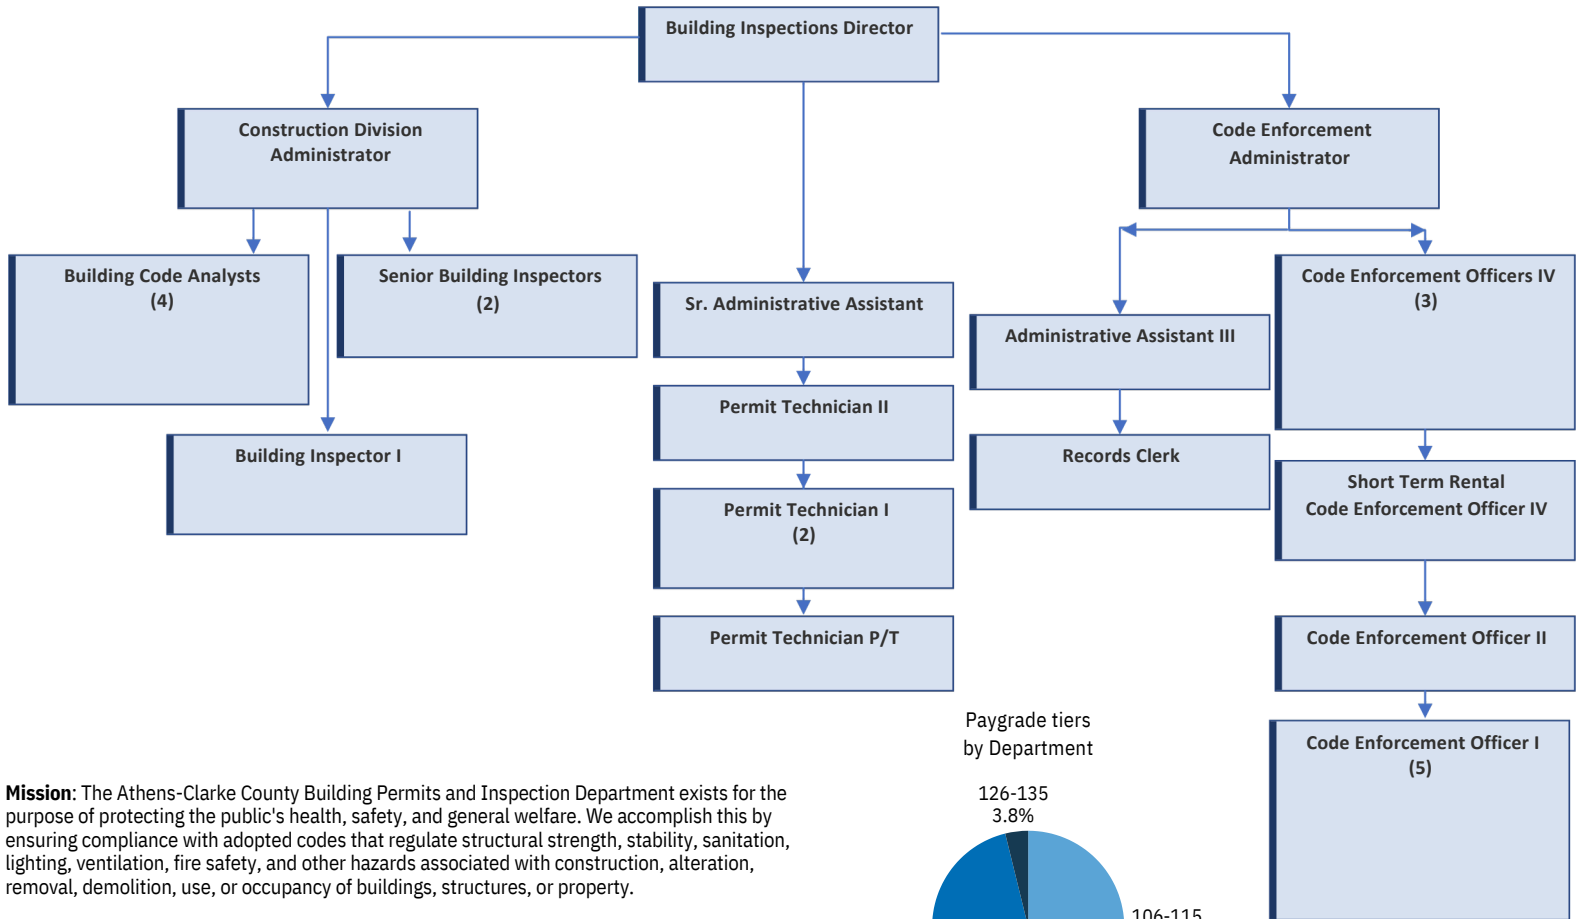 Building Inspections Director
Construction Division
Administrator
Code Enforcement
Administrator
Building Code Analysts
(4)
Senior Building Inspectors
(2)
Building Inspector I
Sr. Administrative Assistant
Permit Technician II
Permit Technician I
(2)
Permit Technician P/T
Administrative Assistant III
Records Clerk
Code Enforcement Officers IV
(3)
Short Term Rental
Code Enforcement Officer IV
Code Enforcement Officer II
Code Enforcement Officer I
(5)
Mission: The Athens-Clarke County Building Permits and Inspection Department exists for the
purpose of protecting the public's health, safety, and general welfare. We accomplish this by
ensuring compliance with adopted codes that regulate structural strength, stability, sanitation,
lighting, ventilation, fire safety, and other hazards associated with construction, alteration,
removal, demolition, use, or occupancy of buildings, structures, or property.
Paygrade tiers
by Department
126-135
3.8%
106-115